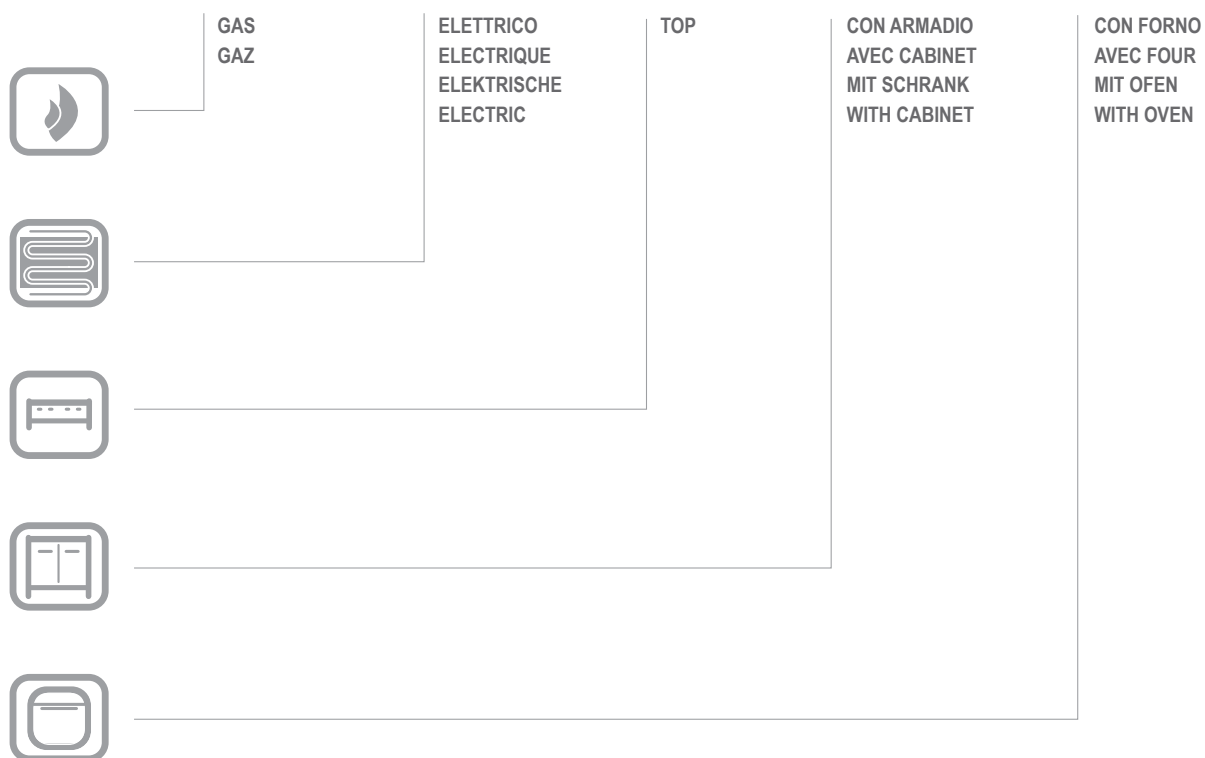 GAS
GAZ
ELETTRICO
ELECTRIQUE
ELEKTRISCHE
ELECTRIC
TOP
CON ARMADIO
AVEC CABINET
MIT SCHRANK
WITH CABINET
CON FORNO
AVEC FOUR
MIT OFEN
WITH OVEN